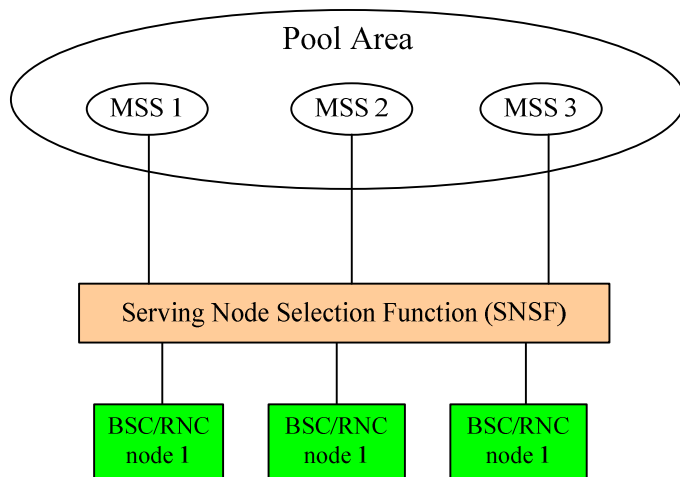 Pool Area
MSS 1
MSS 2
MSS 3
Serving Node Selection Function (SNSF)
BSC/RNC
node 1
BSC/RNC
node 1
BSC/RNC
node 1